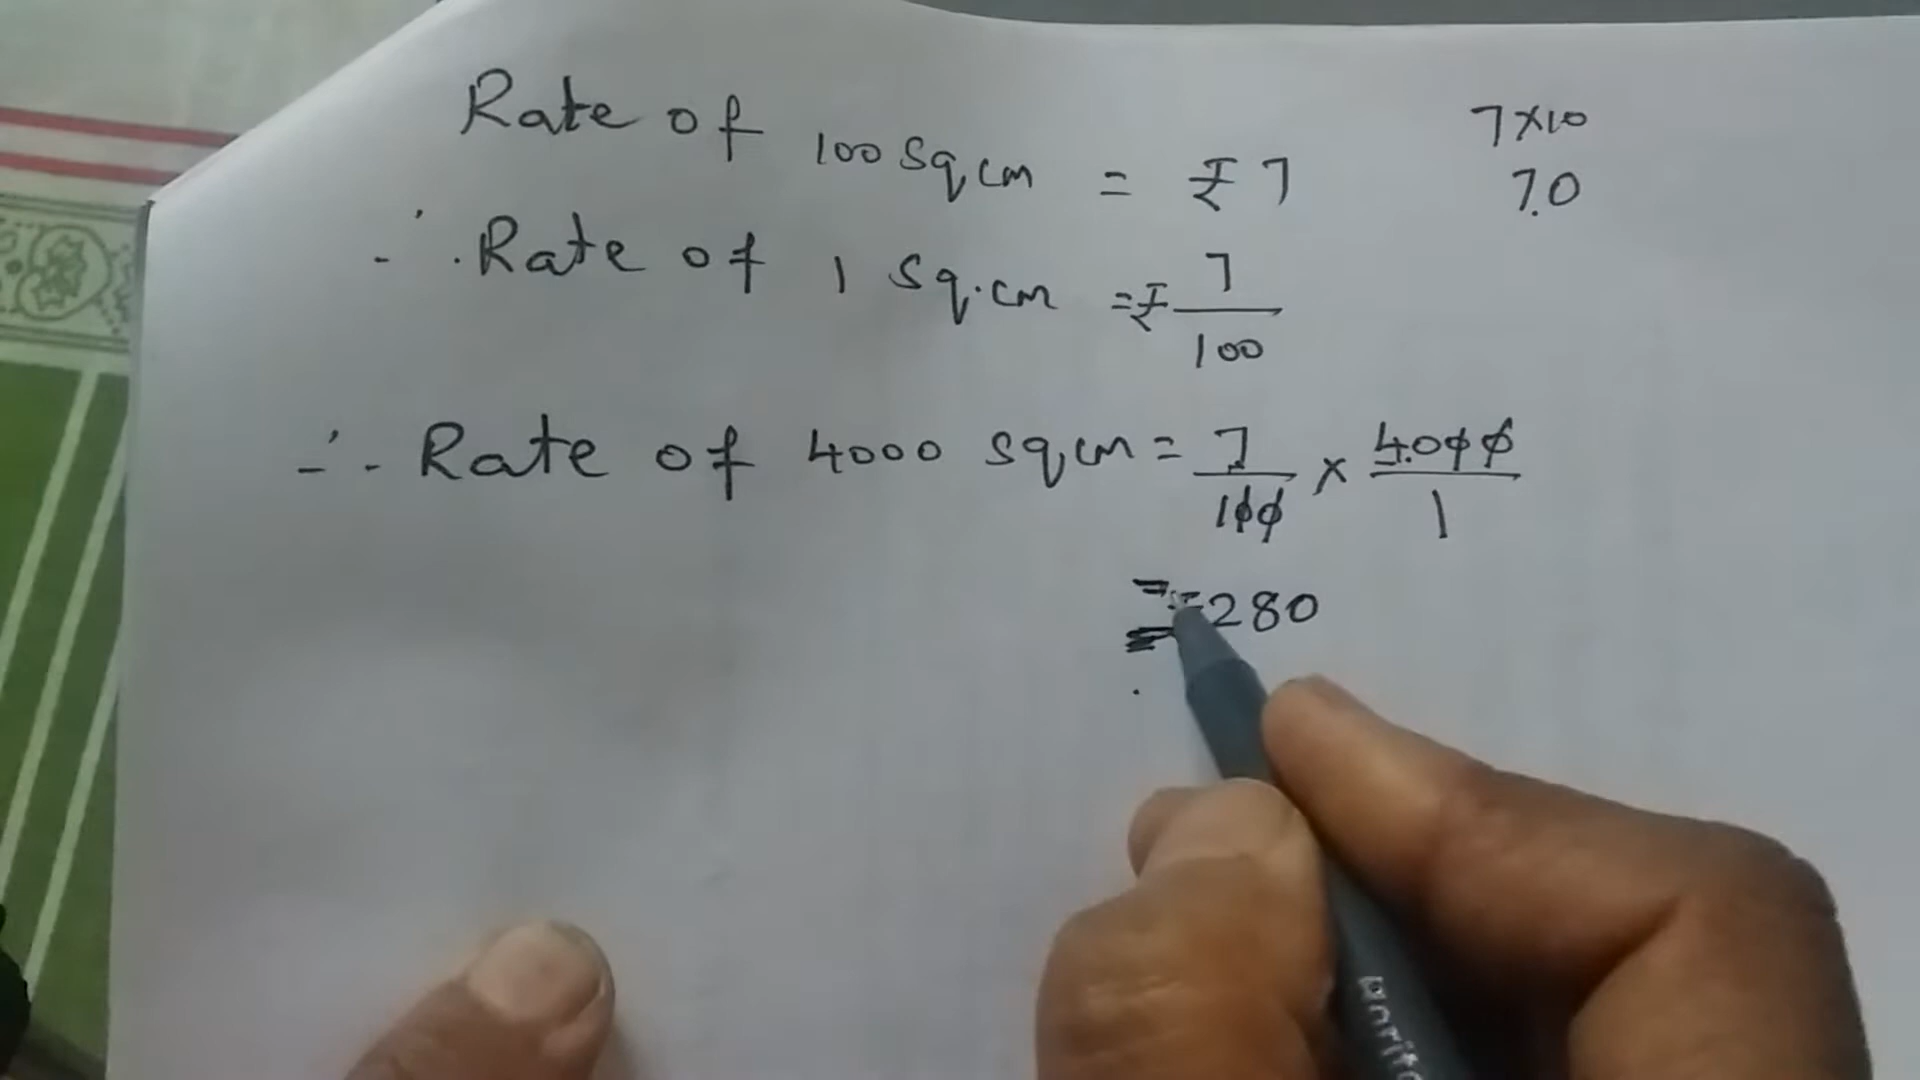 Rate of 100 Sq cm = ₹ 7
7×10
7.0
∴ Rate of 1 Sq.cm = ₹ 7/100
∴ Rate of 4000 sq cm = 7/100 × 4000/1
= ₹ 280